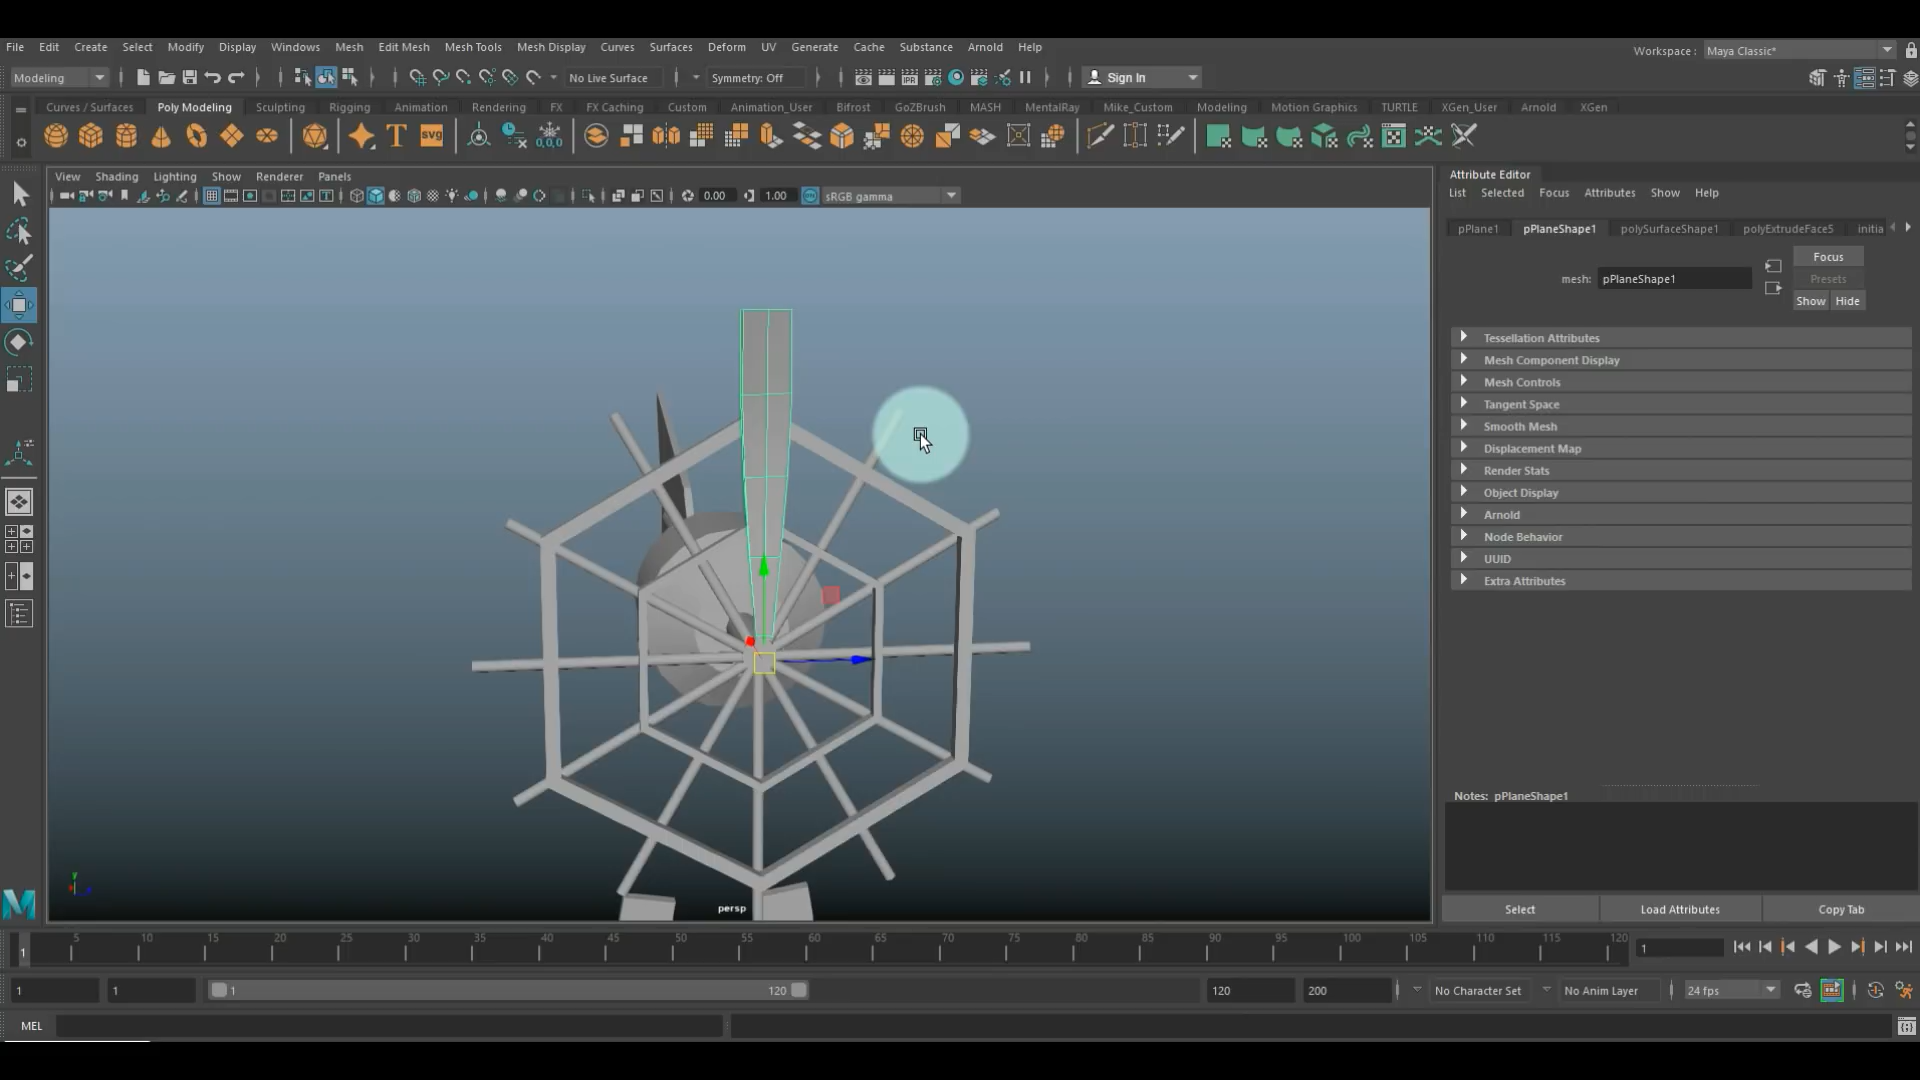 File Edit Create Select Modify Display Windows Mesh Edit Mesh Mesh Tools Mesh Display Curves Surfaces Deform UV Generate Cache Substance Arnold Help
Workspace : Maya Classic*
Modeling No Live Surface Symmetry: Off Sign In
Curves / Surfaces Poly Modeling Sculpting Rigging Animation Rendering FX FX Caching Custom Animation_User Bifrost GoZBrush MASH MentalRay Mike_Custom Modeling Motion Graphics TURTLE XGen_User Arnold XGen
T SVG 0,0,0
View Shading Lighting Show Renderer Panels
0.00 1.00 sRGB gamma
persp
Attribute Editor
List Selected Focus Attributes Show Help
pPlane1 pPlaneShape1 polySurfaceShape1 polyExtrudeFace5 initia
Focus
mesh: pPlaneShape1 Presets
Show Hide
Tessellation Attributes
Mesh Component Display
Mesh Controls
Tangent Space
Smooth Mesh
Displacement Map
Render Stats
Object Display
Arnold
Node Behavior
UUID
Extra Attributes
Notes: pPlaneShape1
Select Load Attributes Copy Tab
1 5 10 15 20 25 30 35 40 45 50 55 60 65 70 75 80 85 90 95 100 105 110 115 120 1
1 1 1 120 120 200 No Character Set No Anim Layer 24 fps
MEL